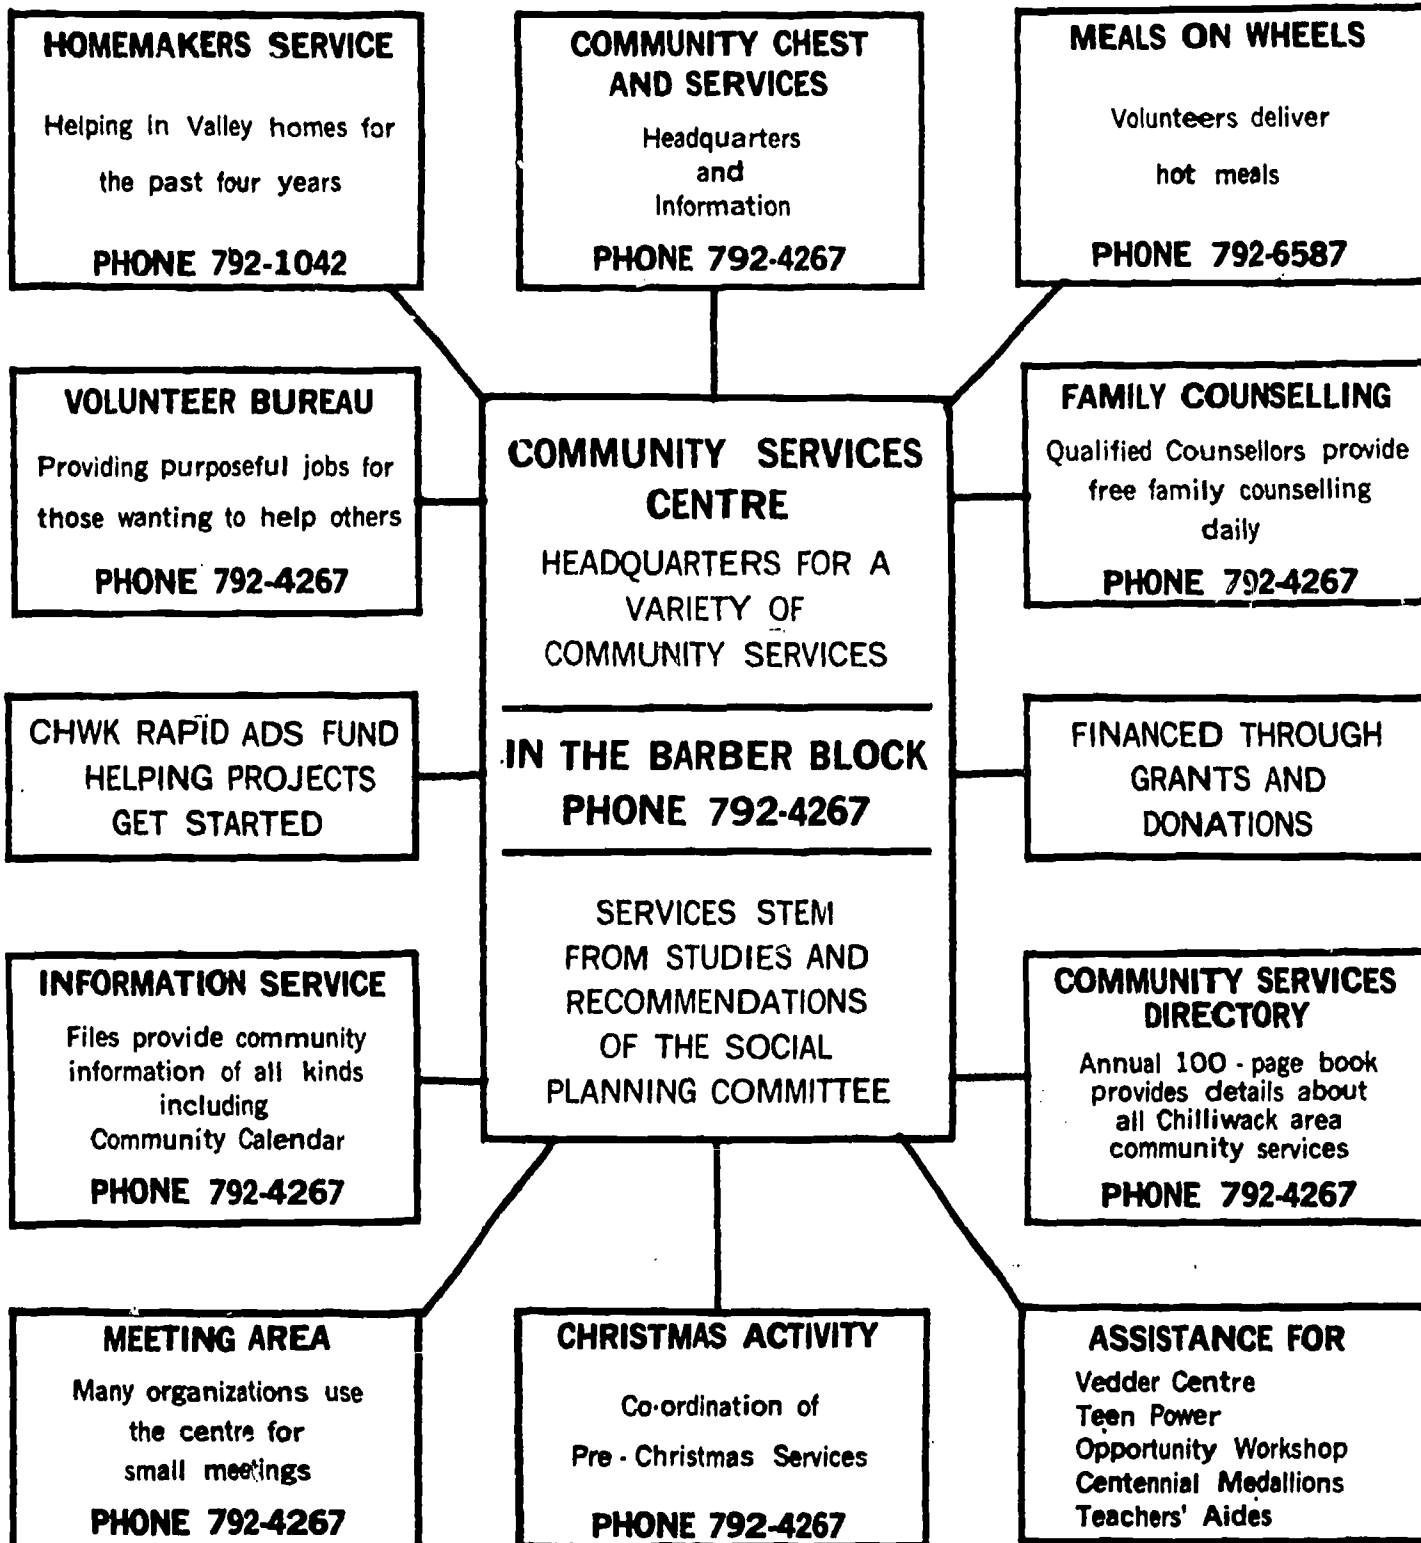 HOMEMAKERS SERVICE
Helping in Valley homes for
the past four years
PHONE 792-1042
COMMUNITY CHEST
AND SERVICES
Headquarters
and
Information
PHONE 792-4267
MEALS ON WHEELS
Volunteers deliver
hot meals
PHONE 792-6587
VOLUNTEER BUREAU
Providing purposeful jobs for
those wanting to help others
PHONE 792-4267
COMMUNITY SERVICES
CENTRE
HEADQUARTERS FOR A
VARIETY OF
COMMUNITY SERVICES
IN THE BARBER BLOCK
PHONE 792-4267
SERVICES STEM
FROM STUDIES AND
RECOMMENDATIONS
OF THE SOCIAL
PLANNING COMMITTEE
FAMILY COUNSELLING
Qualified Counsellors provide
free family counselling
daily
PHONE 792-4267
CHWK RAPID ADS FUND
HELPING PROJECTS
GET STARTED
FINANCED THROUGH
GRANTS AND
DONATIONS
INFORMATION SERVICE
Files provide community
information of all kinds
including
Community Calendar
PHONE 792-4267
COMMUNITY SERVICES
DIRECTORY
Annual 100 - page book
provides details about
all Chilliwack area
community services
PHONE 792-4267
MEETING AREA
Many organizations use
the centre for
small meetings
PHONE 792-4267
CHRISTMAS ACTIVITY
Co-ordination of
Pre - Christmas Services
PHONE 792-4267
ASSISTANCE FOR
Vedder Centre
Teen Power
Opportunity Workshop
Centennial Medallions
Teachers' Aides